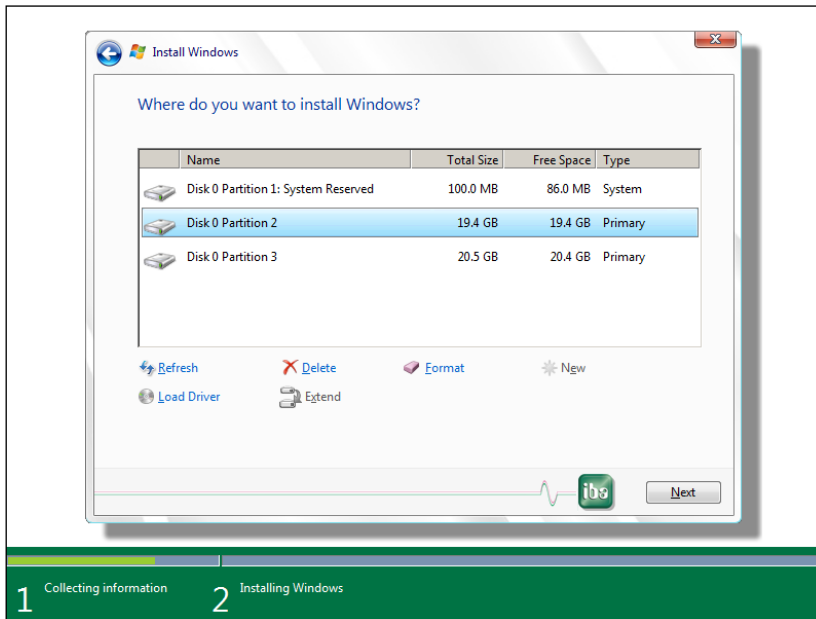 Install Windows
Where do you want to install Windows?
Name Total Size Free Space Type
Disk 0 Partition 1: System Reserved 100.0 MB 86.0 MB System
Disk 0 Partition 2 19.4 GB 19.4 GB Primary
Disk 0 Partition 3 20.5 GB 20.4 GB Primary
Refresh Delete Format New
Load Driver Extend
iba Next
1 Collecting information 2 Installing Windows